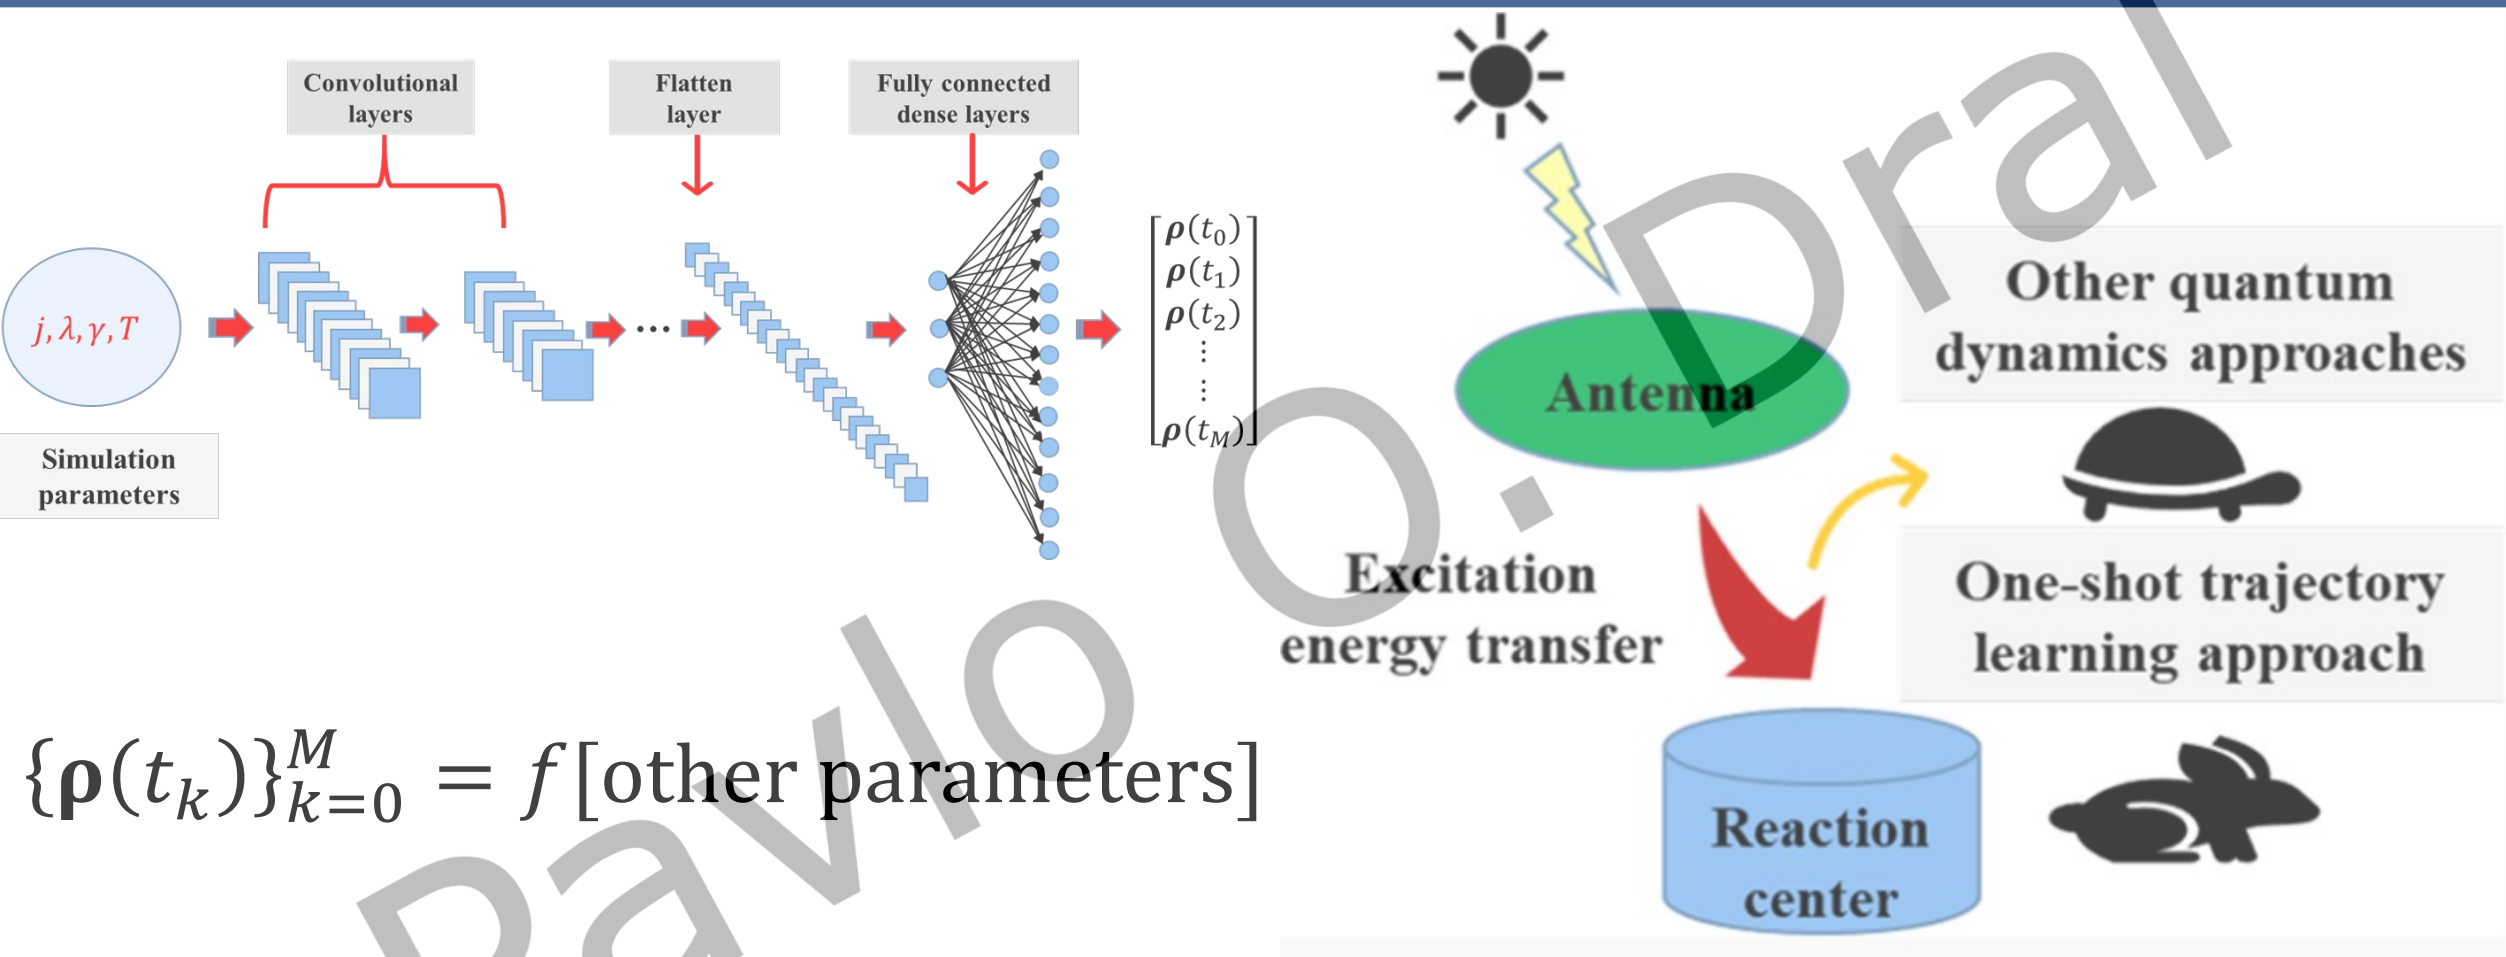 Convolutional
layers
Flatten
layer
Fully connected
dense layers
j, λ, γ, T
Simulation
parameters
...
ρ(t₀)
ρ(t₁)
ρ(t₂)
⋮
⋮
ρ(t_M)
{ρ(t_k)}_{k=0}^{M} = f[other parameters]
Antenna
Excitation
energy transfer
Reaction
center
Other quantum
dynamics approaches
One-shot trajectory
learning approach
Pavlo O. Dral